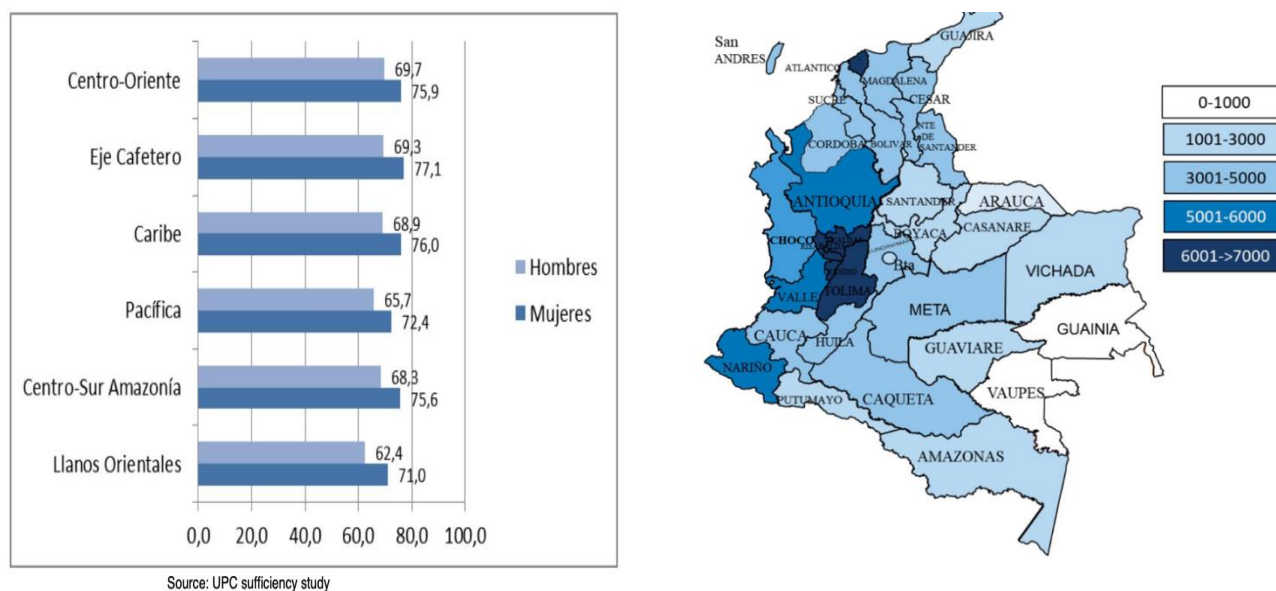 Centro-Oriente
69,7
75,9
Eje Cafetero
69,3
77,1
Caribe
68,9
76,0
Pacífica
65,7
72,4
Centro-Sur Amazonía
68,3
75,6
Llanos Orientales
62,4
71,0
0,0 20,0 40,0 60,0 80,0 100,0
Hombres
Mujeres
Source: UPC sufficiency study
San
ANDRES
GUAJIRA
ATLANTICO
MAGDALENA
SUCRE
CESAR
NTE
DE
SANTANDER
CORDOBA
BOLIVAR
ANTIOQUIA
SANTANDER
ARAUCA
CHOCO
BOYACA
CASANARE
Bta
VICHADA
TOLIMA
VALLE
META
GUAINIA
CAUCA
HUILA
GUAVIARE
NARIÑO
VAUPES
PUTUMAYO
CAQUETA
AMAZONAS
0-1000
1001-3000
3001-5000
5001-6000
6001->7000